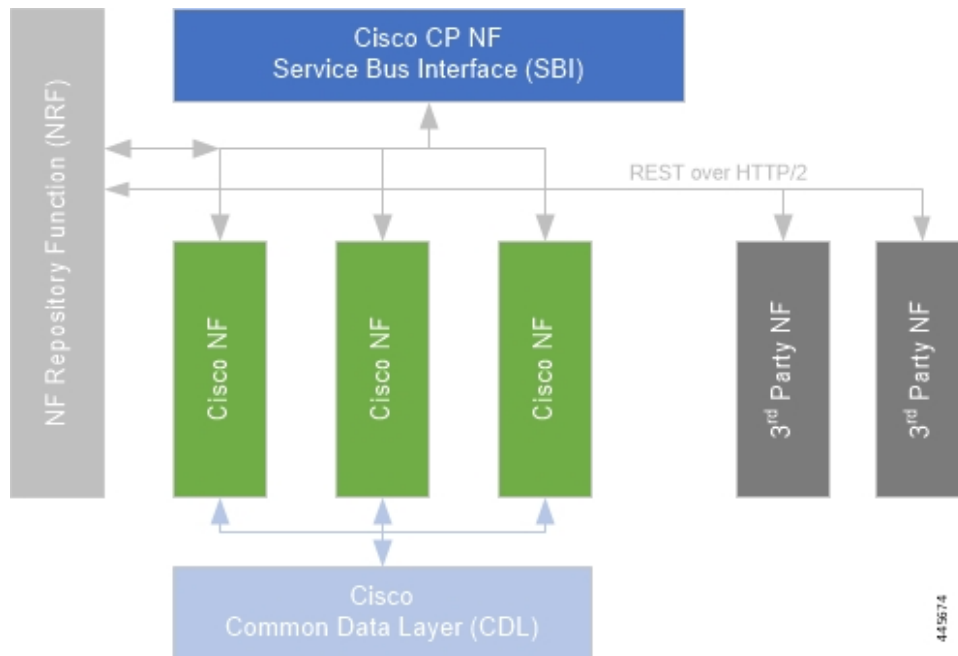 Cisco CP NF
Service Bus Interface (SBI)
NF Repository Function (NRF)
REST over HTTP/2
Cisco NF
Cisco NF
Cisco NF
3rd Party NF
3rd Party NF
Cisco
Common Data Layer (CDL)
445674